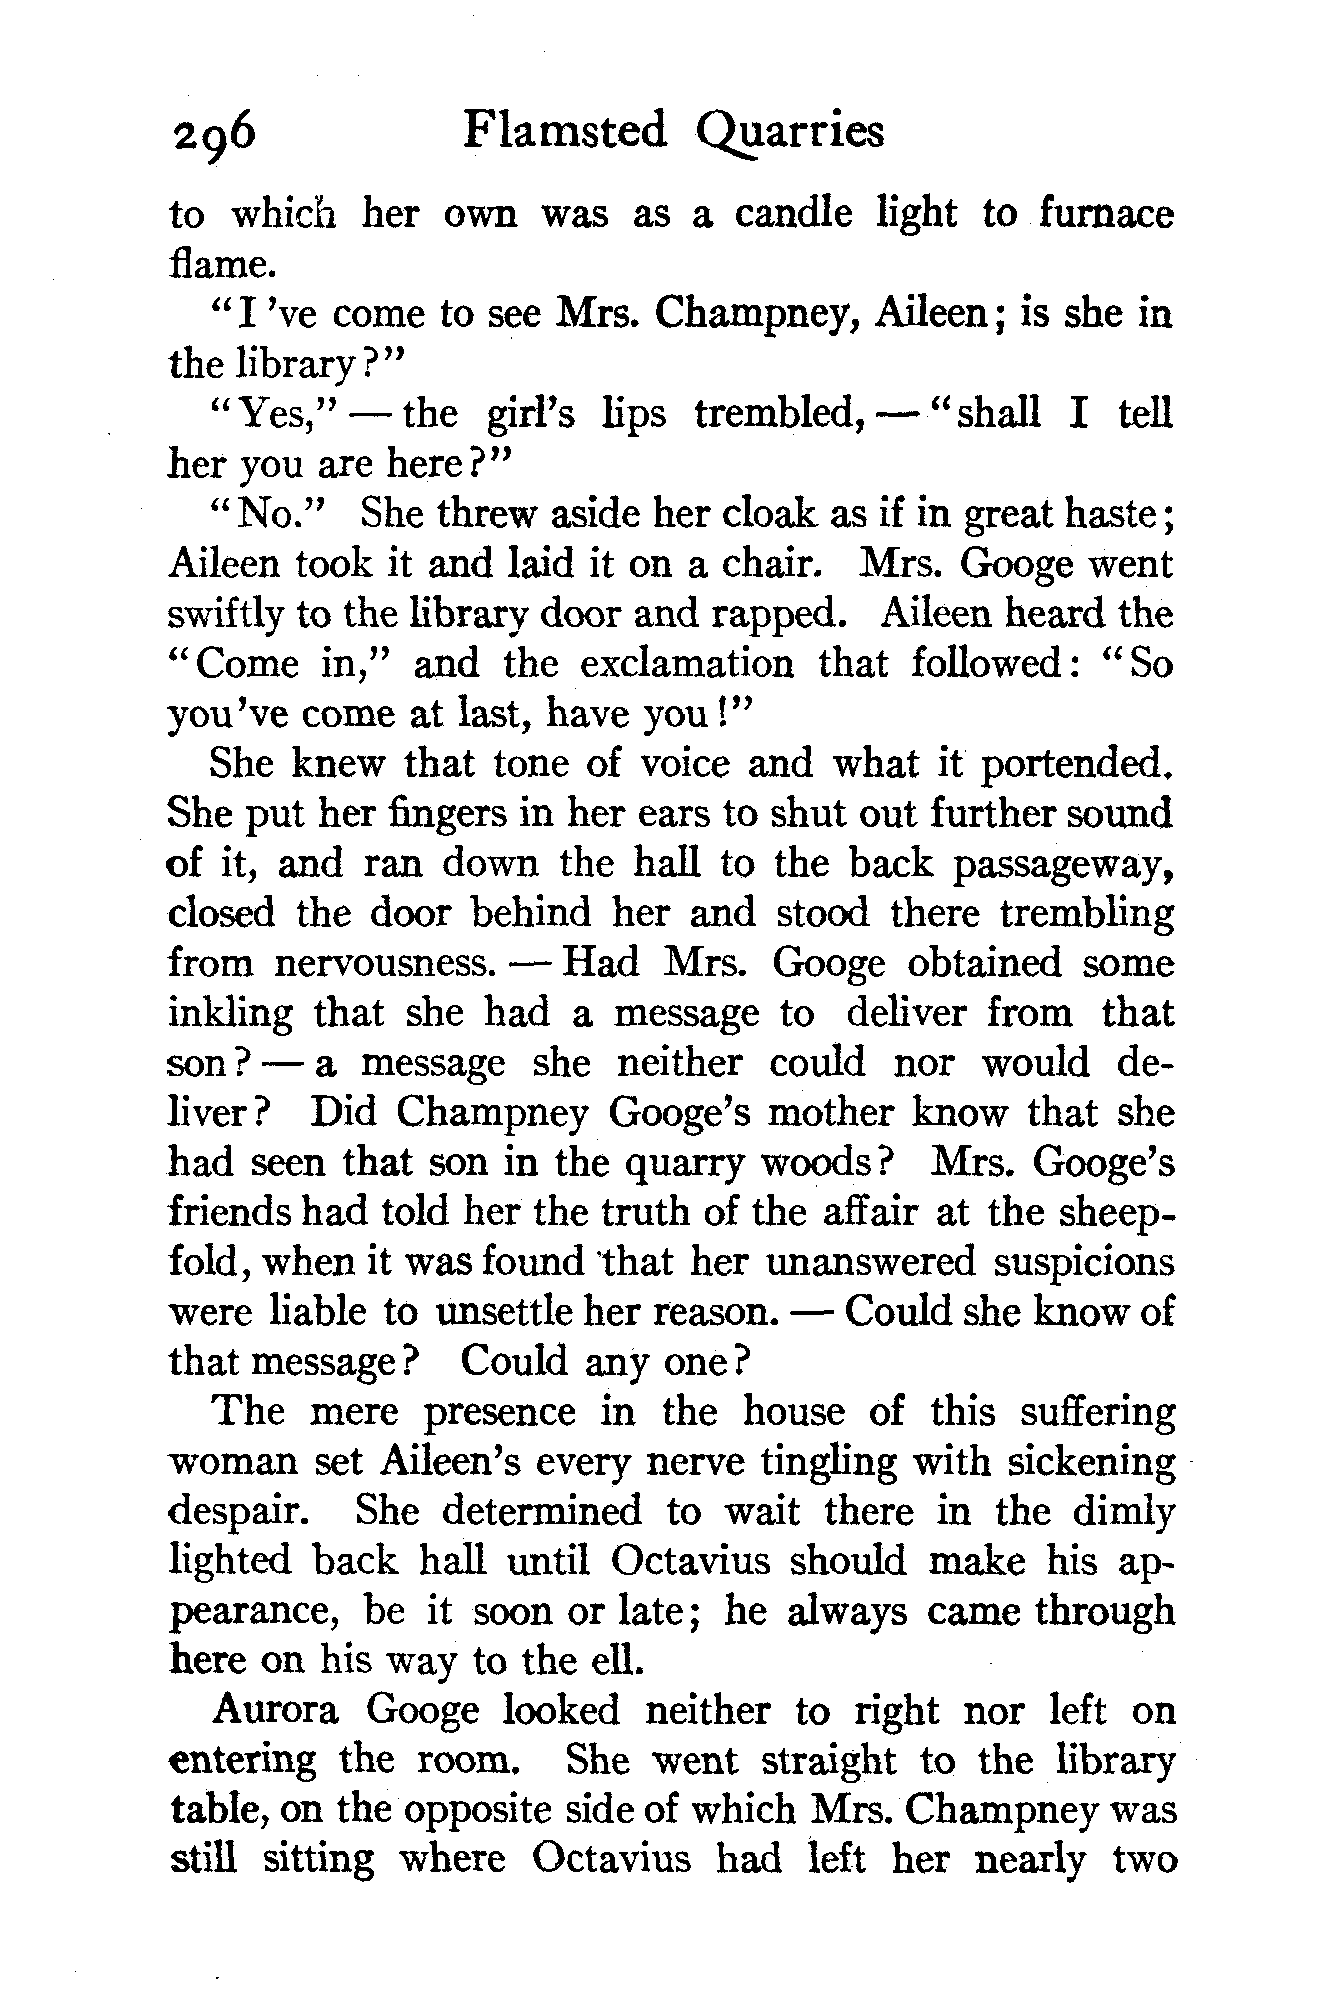 296 Flamsted Quarries
to which her own was as a candle light to furnace
flame.
"I 've come to see Mrs. Champney, Aileen; is she in
the library?"
"Yes," — the girl's lips trembled, — "shall I tell
her you are here?"
"No." She threw aside her cloak as if in great haste;
Aileen took it and laid it on a chair. Mrs. Googe went
swiftly to the library door and rapped. Aileen heard the
"Come in," and the exclamation that followed: "So
you've come at last, have you!"
She knew that tone of voice and what it portended.
She put her fingers in her ears to shut out further sound
of it, and ran down the hall to the back passageway,
closed the door behind her and stood there trembling
from nervousness. — Had Mrs. Googe obtained some
inkling that she had a message to deliver from that
son? — a message she neither could nor would de-
liver? Did Champney Googe's mother know that she
had seen that son in the quarry woods? Mrs. Googe's
friends had told her the truth of the affair at the sheep-
fold, when it was found that her unanswered suspicions
were liable to unsettle her reason. — Could she know of
that message? Could any one?
The mere presence in the house of this suffering
woman set Aileen's every nerve tingling with sickening
despair. She determined to wait there in the dimly
lighted back hall until Octavius should make his ap-
pearance, be it soon or late; he always came through
here on his way to the ell.
Aurora Googe looked neither to right nor left on
entering the room. She went straight to the library
table, on the opposite side of which Mrs. Champney was
still sitting where Octavius had left her nearly two